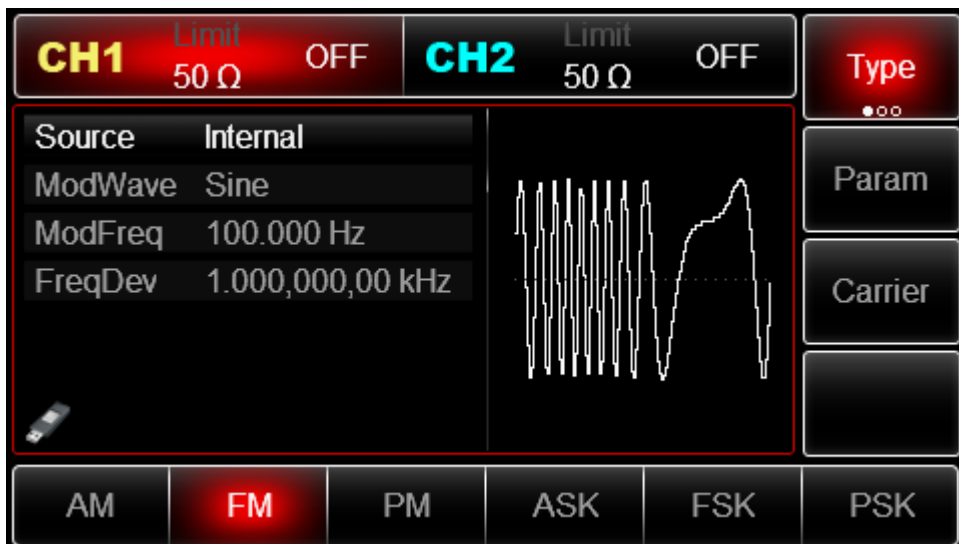 CH1 Limit 50 Ω OFF CH2 Limit 50 Ω OFF
Type
Source Internal
ModWave Sine
ModFreq 100.000 Hz
FreqDev 1.000,000,00 kHz
Param
Carrier
AM FM PM ASK FSK PSK